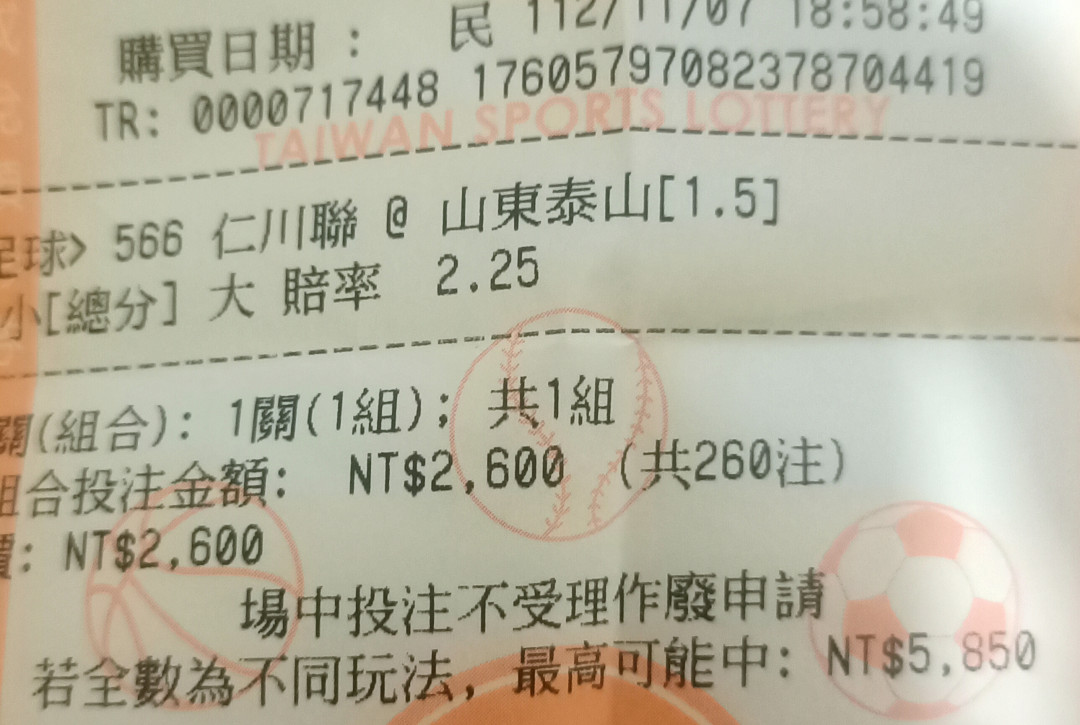 購買日期： 民 112/11/07 18:58:49
TR: 0000717448 17605797082378704419
TAIWAN SPORTS LOTTERY
足球> 566 仁川聯 @ 山東泰山[1.5]
小[總分] 大 賠率 2.25
關(組合): 1關(1組); 共1組
組合投注金額: NT$2,600 (共260注)
價: NT$2,600
場中投注不受理作廢申請
若全數為不同玩法, 最高可能中: NT$5,850